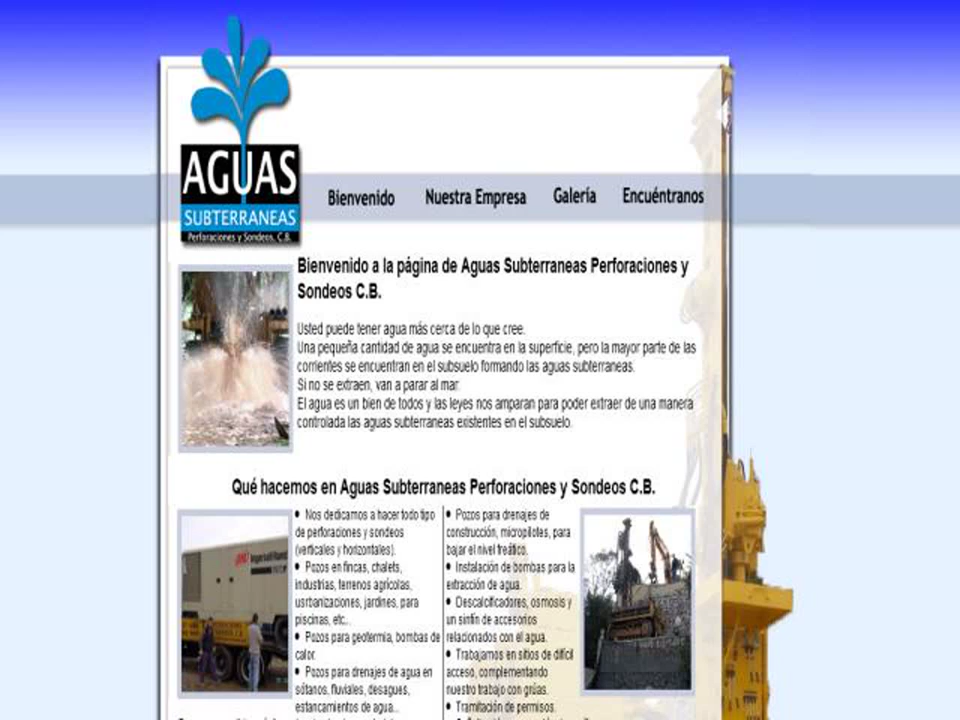 AGUAS
SUBTERRANEAS
Perforaciones y Sondeos, C.B.
Bienvenido Nuestra Empresa Galería Encuéntranos
Bienvenido a la página de Aguas Subterraneas Perforaciones y
Sondeos C.B.
Usted puede tener agua más cerca de lo que cree.
Una pequeña cantidad de agua se encuentra en la superficie, pero la mayor parte de las
corrientes se encuentran en el subsuelo formando las aguas subterraneas.
Si no se extraen, van a parar al mar.
El agua es un bien de todos y las leyes nos amparan para poder extraer de una manera
controlada las aguas subterraneas existentes en el subsuelo.
Qué hacemos en Aguas Subterraneas Perforaciones y Sondeos C.B.
• Nos dedicamos a hacer todo tipo
de perforaciones y sondeos
(verticales y horizontales).
• Pozos en fincas, chalets,
industrias, terrenos agrícolas,
usrbanizaciones, jardines, para
piscinas, etc...
• Pozos para geotermia, bombas de
calor.
• Pozos para drenajes de agua en
sótanos, fluviales, desagues,
estancamientos de agua...
• Pozos para drenajes de
construcción, micropilotes, para
bajar el nivel freático.
• Instalación de bombas para la
extracción de agua.
• Descalcificadores, osmosis y
un sinfín de accesorios
relacionados con el agua.
• Trabajamos en sitios de difícil
acceso, complementando
nuestro trabajo con grúas.
• Tramitación de permisos.